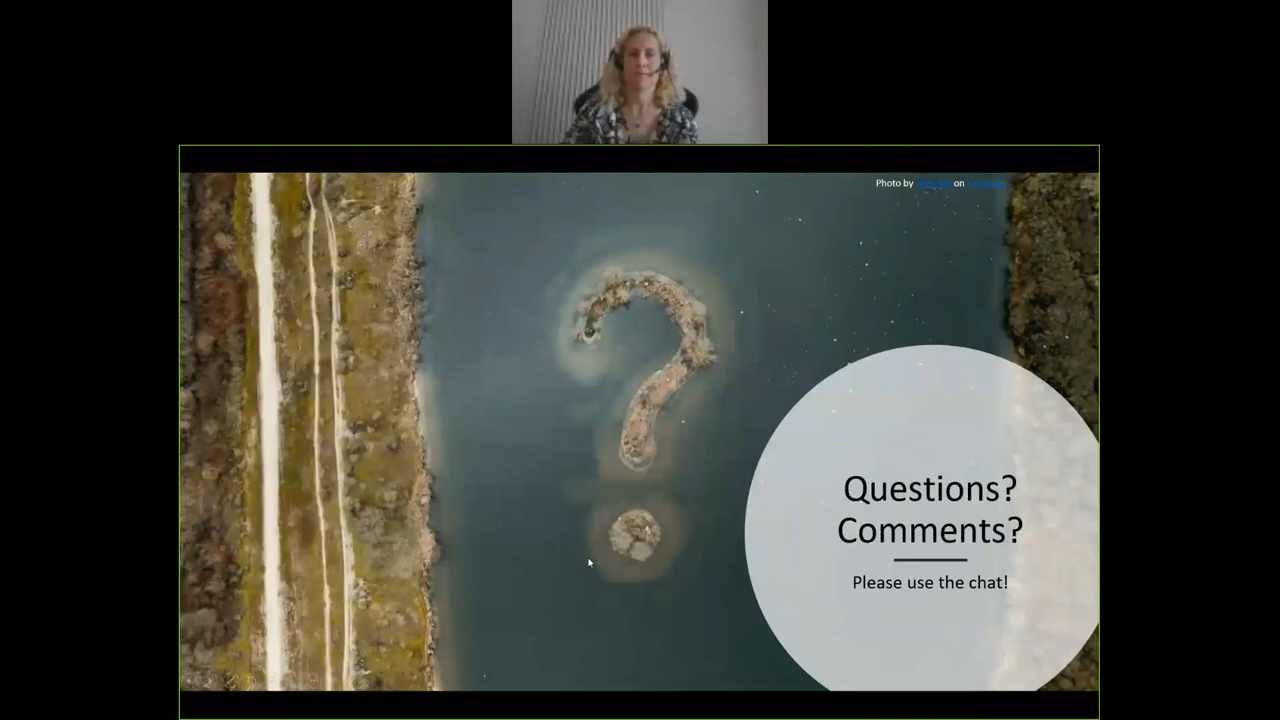 Photo by on
Questions?
Comments?
Please use the chat!